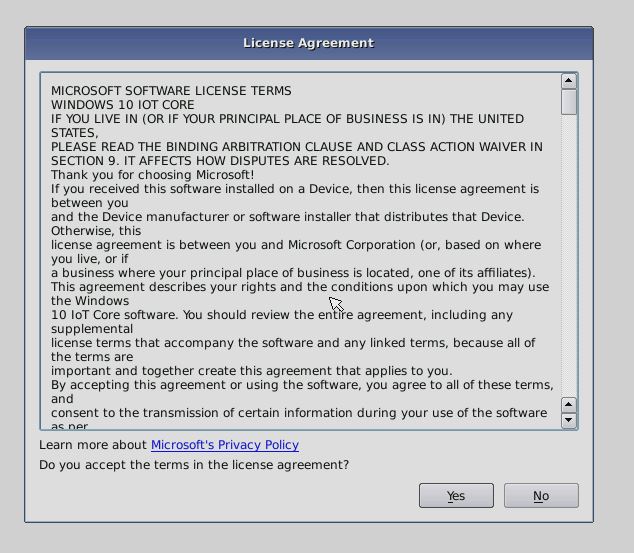 License Agreement
MICROSOFT SOFTWARE LICENSE TERMS
WINDOWS 10 IOT CORE
IF YOU LIVE IN (OR IF YOUR PRINCIPAL PLACE OF BUSINESS IS IN) THE UNITED
STATES,
PLEASE READ THE BINDING ARBITRATION CLAUSE AND CLASS ACTION WAIVER IN
SECTION 9. IT AFFECTS HOW DISPUTES ARE RESOLVED.
Thank you for choosing Microsoft!
If you received this software installed on a Device, then this license agreement is
between you
and the Device manufacturer or software installer that distributes that Device.
Otherwise, this
license agreement is between you and Microsoft Corporation (or, based on where
you live, or if
a business where your principal place of business is located, one of its affiliates).
This agreement describes your rights and the conditions upon which you may use
the Windows
10 IoT Core software. You should review the entire agreement, including any
supplemental
license terms that accompany the software and any linked terms, because all of
the terms are
important and together create this agreement that applies to you.
By accepting this agreement or using the software, you agree to all of these terms,
and
consent to the transmission of certain information during your use of the software
as per
Learn more about Microsoft's Privacy Policy
Do you accept the terms in the license agreement?
Yes No